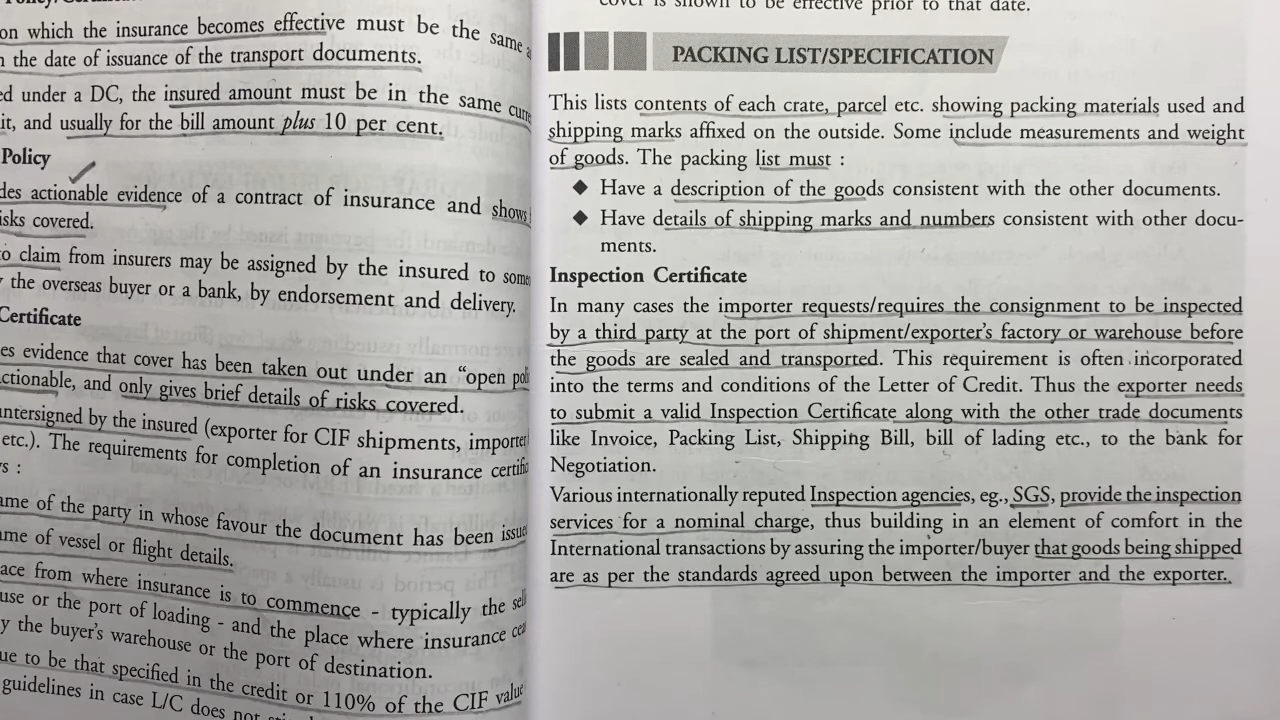 on which the insurance becomes effective must be the same
the date of issuance of the transport documents.
ed under a DC, the insured amount must be in the same
it, and usually for the bill amount plus 10 per cent.
Policy
des actionable evidence of a contract of insurance and shows
isks covered.
to claim from insurers may be assigned by the insured to
the overseas buyer or a bank, by endorsement and delivery.
Certificate
es evidence that cover has been taken out under an "open
ctionable, and only gives brief details of risks covered.
untersigned by the insured (exporter for CIF shipments, importer
etc.). The requirements for completion of an insurance
s :
ame of the party in whose favour the document has been
ame of vessel or flight details.
ace from where insurance is to commence - typically the
use or the port of loading - and the place where insurance
y the buyer's warehouse or the port of destination.
ue to be that specified in the credit or 110% of the CIF value
guidelines in case L/C does not
cover is shown to be effective prior to that date.
PACKING LIST/SPECIFICATION
This lists contents of each crate, parcel etc. showing packing materials used and
shipping marks affixed on the outside. Some include measurements and weight
of goods. The packing list must :
◆ Have a description of the goods consistent with the other documents.
◆ Have details of shipping marks and numbers consistent with other docu-
ments.
Inspection Certificate
In many cases the importer requests/requires the consignment to be inspected
by a third party at the port of shipment/exporter's factory or warehouse before
the goods are sealed and transported. This requirement is often incorporated
into the terms and conditions of the Letter of Credit. Thus the exporter needs
to submit a valid Inspection Certificate along with the other trade documents
like Invoice, Packing List, Shipping Bill, bill of lading etc., to the bank for
Negotiation.
Various internationally reputed Inspection agencies, eg., SGS, provide the inspection
services for a nominal charge, thus building in an element of comfort in the
International transactions by assuring the importer/buyer that goods being shipped
are as per the standards agreed upon between the importer and the exporter.